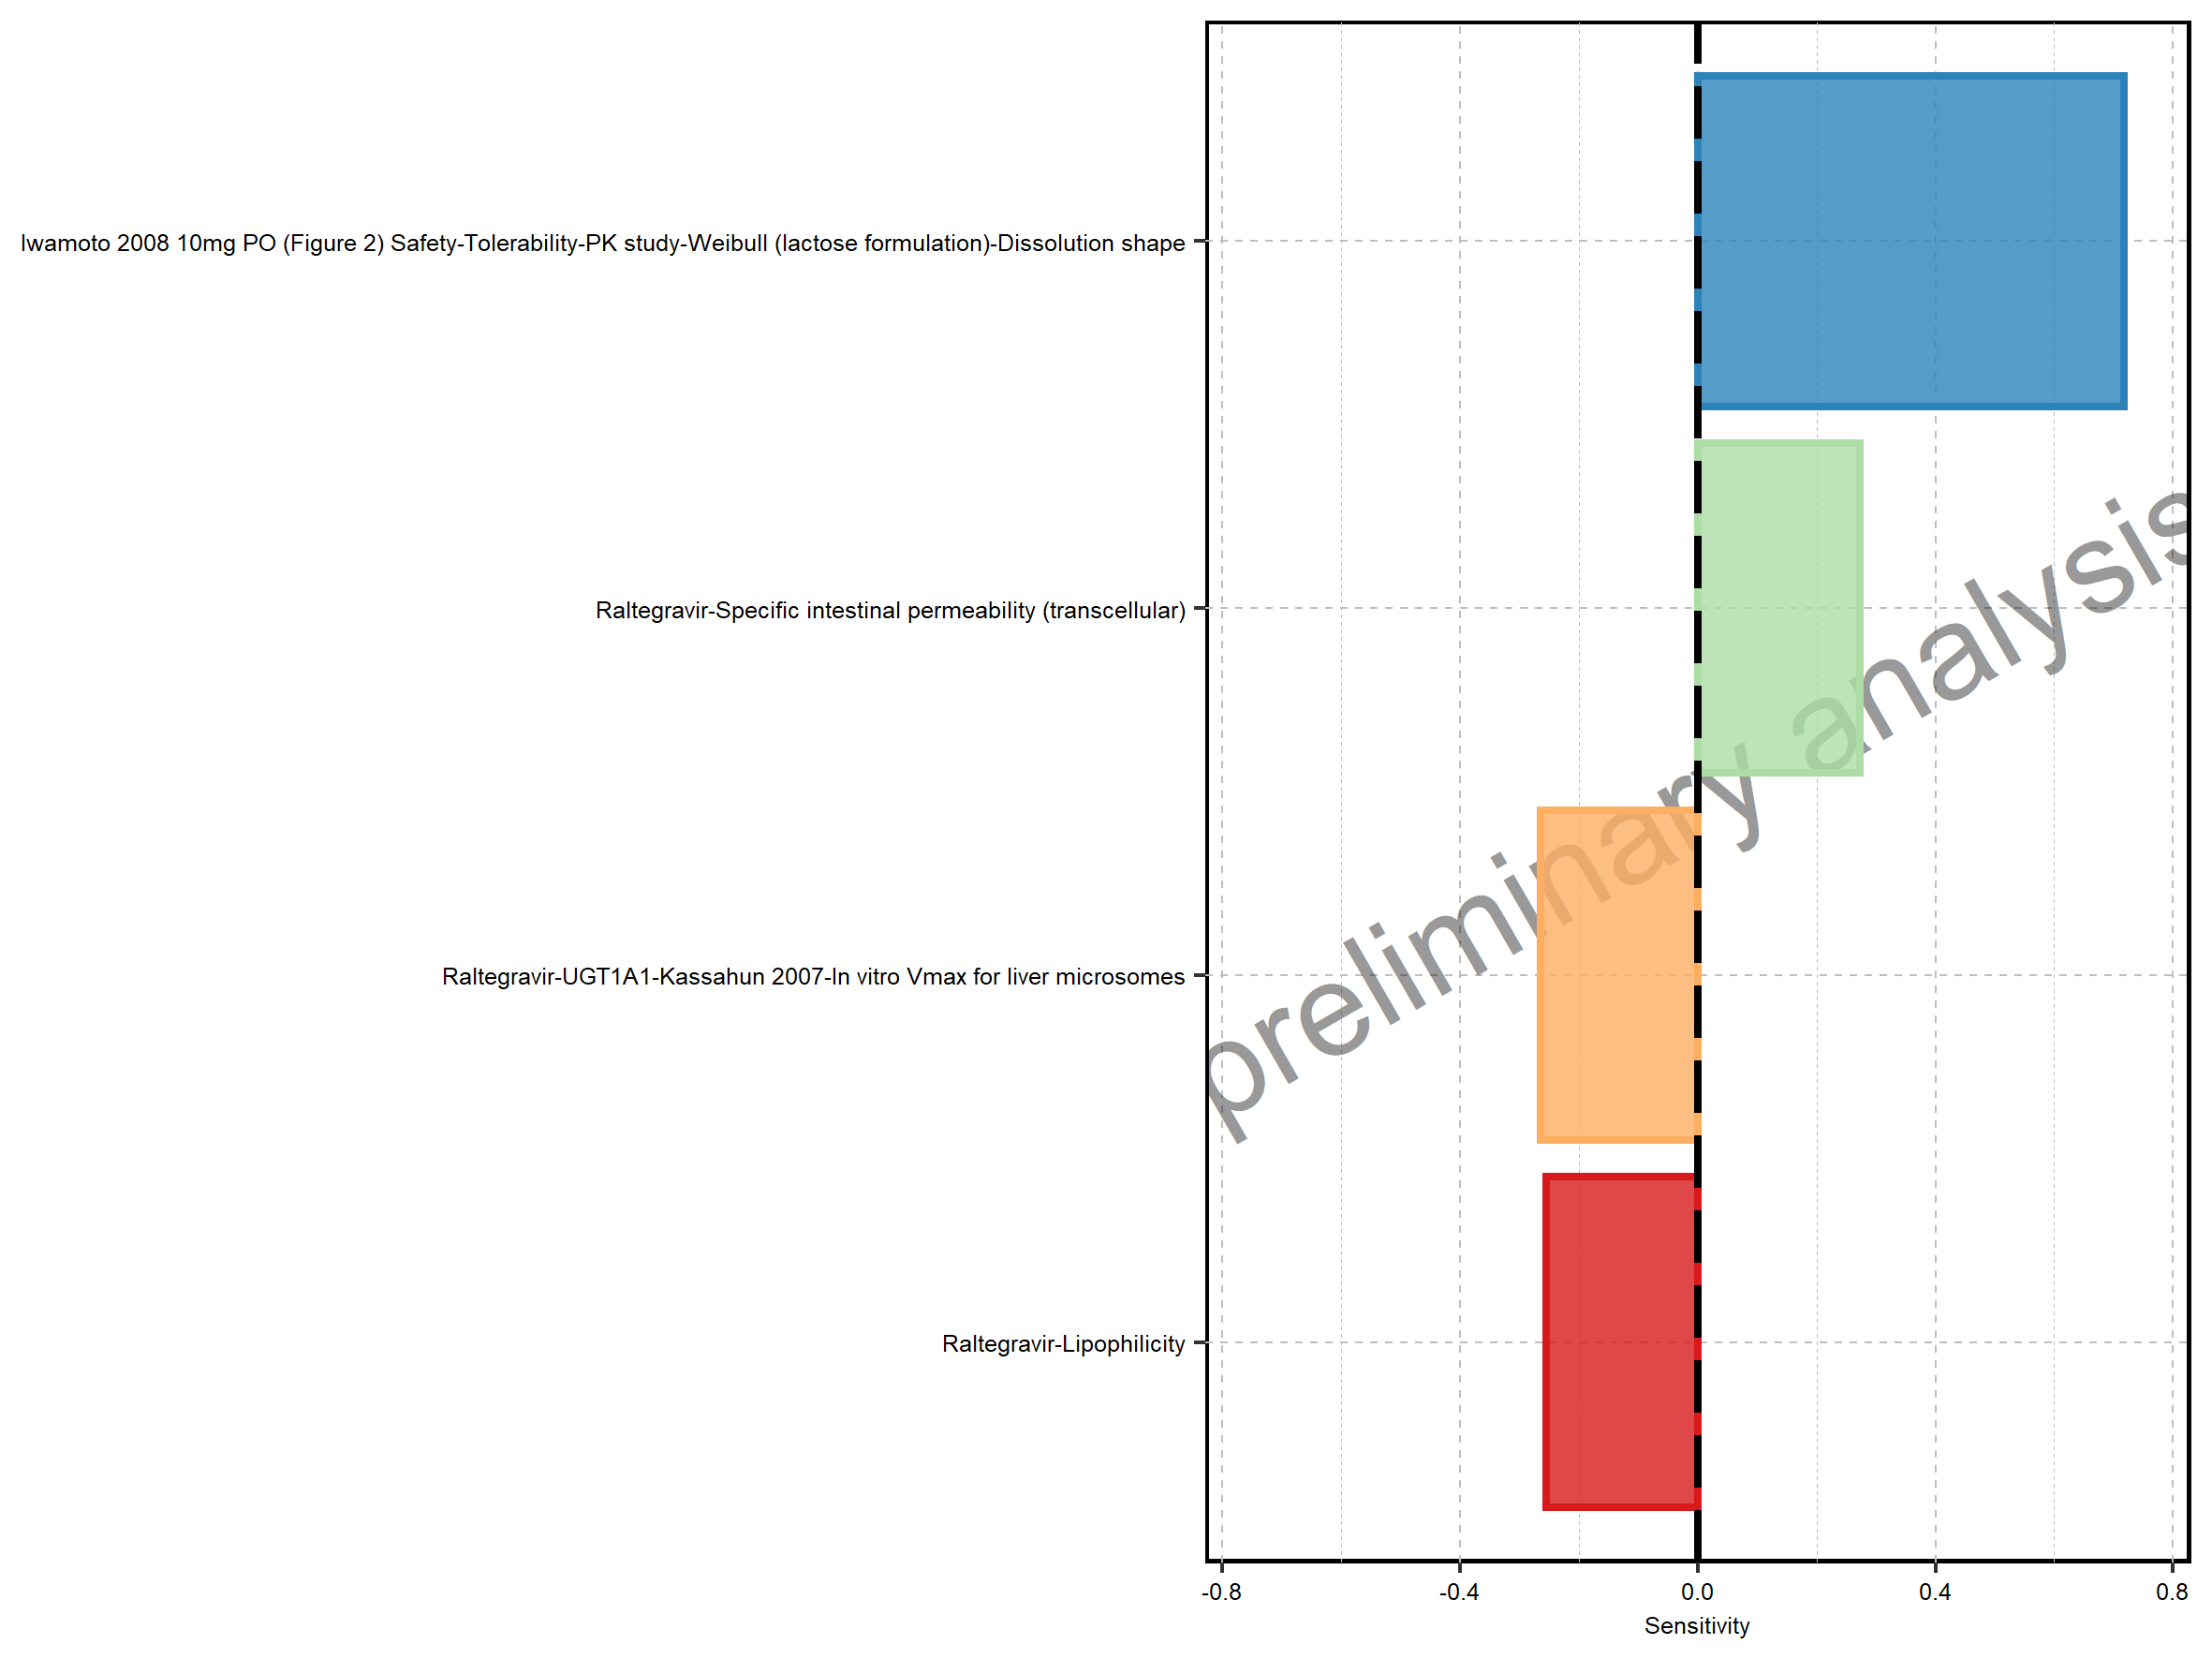 Iwamoto 2008 10mg PO (Figure 2) Safety-Tolerability-PK study-Weibull (lactose formulation)-Dissolution shape
Raltegravir-Specific intestinal permeability (transcellular)
Raltegravir-UGT1A1-Kassahun 2007-In vitro Vmax for liver microsomes
Raltegravir-Lipophilicity
preliminary analysis
-0.8 -0.4 0.0 0.4 0.8
Sensitivity